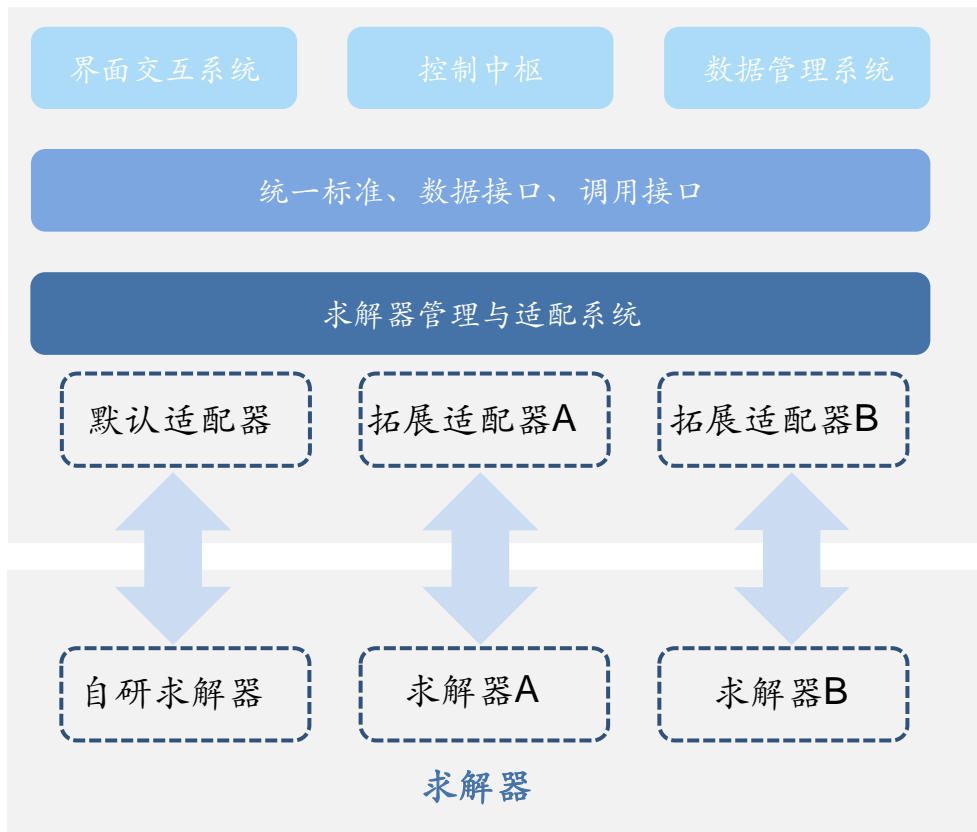 界面交互系统
控制中枢
数据管理系统
统一标准、数据接口、调用接口
求解器管理与适配系统
默认适配器
拓展适配器A
拓展适配器B
自研求解器
求解器A
求解器B
求解器